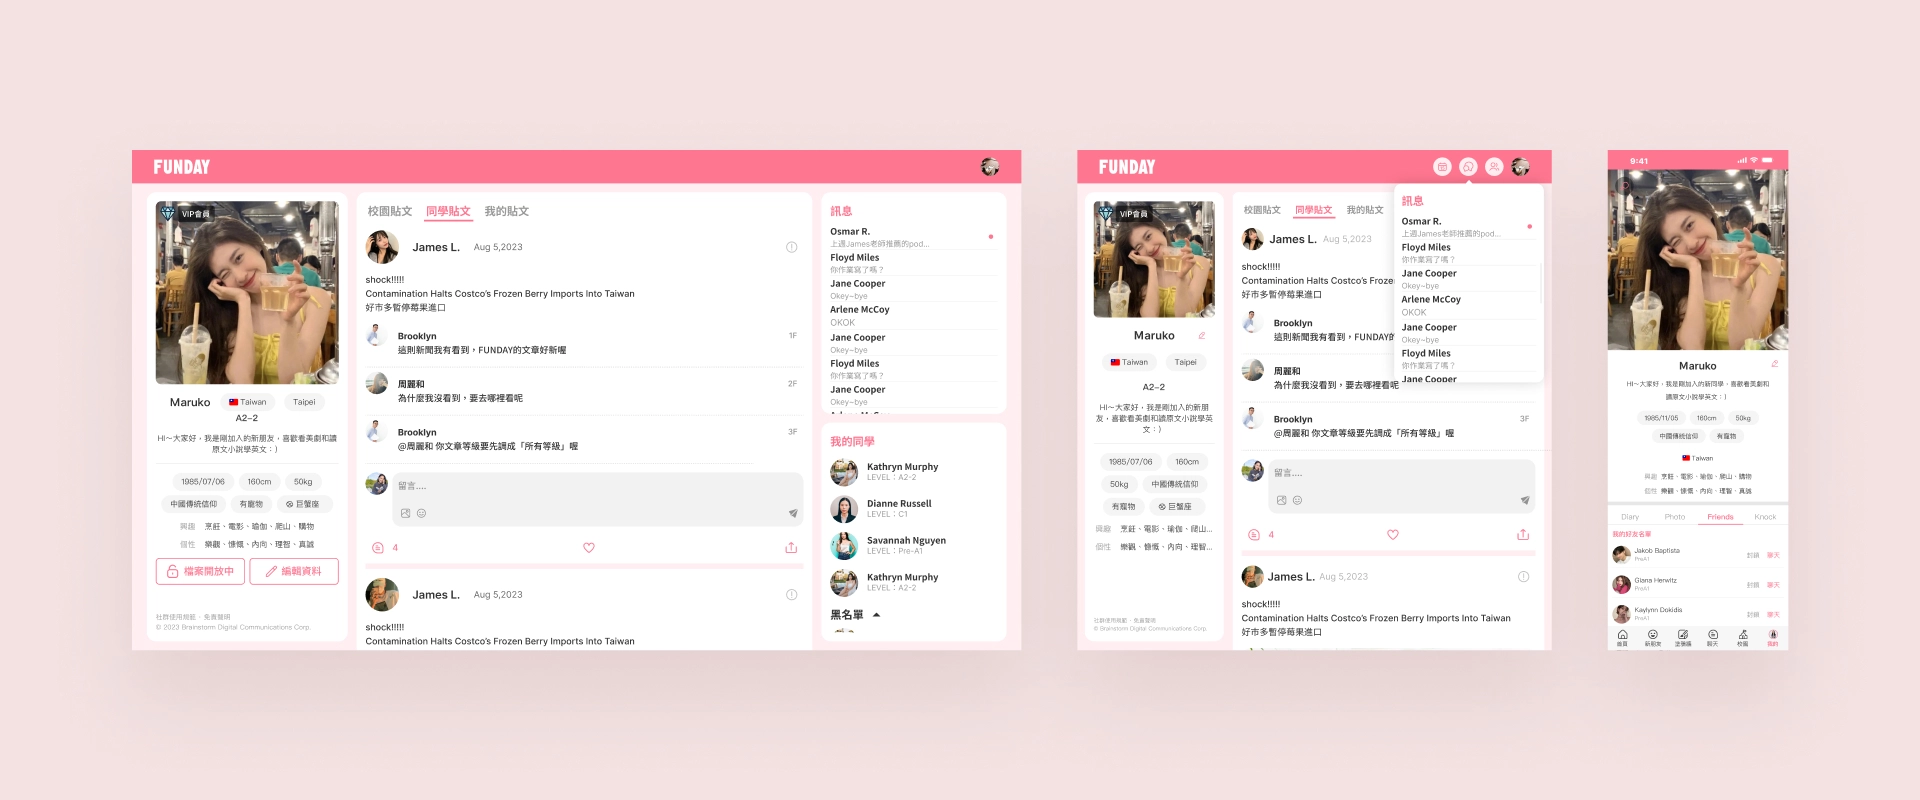 FUNDAY
VIP會員
Maruko
Taiwan
Taipei
A2-2
HI~大家好，我是剛加入的新朋友，喜歡看美劇和讀
原文小說學英文：）
1985/07/06
160cm
50kg
中國傳統信仰
有寵物
巨蟹座
興趣 烹飪、電影、瑜伽、爬山、購物
個性 樂觀、慷慨、內向、理智、真誠
檔案開放中
編輯資料
社群使用規範 · 免責聲明
© 2023 Brainstorm Digital Communications Corp.
校園貼文
同學貼文
我的貼文
James L.
Aug 5,2023
shock!!!!!
Contamination Halts Costco's Frozen Berry Imports Into Taiwan
好市多暫停莓果進口
Brooklyn
1F
這則新聞我有看到，FUNDAY的文章好新喔
周麗和
2F
為什麼我沒看到，要去哪看呢
Brooklyn
3F
@周麗和 你文章等級要先調成「所有等級」喔
留言....
4
James L.
Aug 5,2023
shock!!!!!
Contamination Halts Costco's Frozen Berry Imports Into Taiwan
訊息
Osmar R.
上週James老師推薦的pod...
Floyd Miles
你作業寫了嗎？
Jane Cooper
Okey~bye
Arlene McCoy
OKOK
Jane Cooper
Okey~bye
Floyd Miles
你作業寫了嗎？
Jane Cooper
Okey~bye
我的同學
Kathryn Murphy
LEVEL：A2-2
Dianne Russell
LEVEL：C1
Savannah Nguyen
LEVEL：Pre-A1
Kathryn Murphy
LEVEL：A2-2
黑名單
FUNDAY
VIP會員
Maruko
Taiwan
Taipei
A2-2
HI~大家好，我是剛加入的新朋
友，喜歡看美劇和讀原文小說學英
文：）
1985/07/06
160cm
50kg
中國傳統信仰
有寵物
巨蟹座
興趣 烹飪、電影、瑜伽、爬山...
個性 樂觀、慷慨、內向、理智...
社群使用規範 · 免責聲明
© Brainstorm Digital Communications Corp.
校園貼文
同學貼文
我的貼文
James L.
Aug 5,2023
shock!!!!!
Contamination Halts Costco's Froze
好市多暫停莓果進口
Brooklyn
這則新聞我有看到，FUNDAY的
周麗和
為什麼我沒看到，要去哪看呢
Brooklyn
3F
@周麗和 你文章等級要先調成「所有等級」喔
留言....
4
James L.
Aug 5,2023
shock!!!!!
Contamination Halts Costco's Frozen Berry Imports Into Taiwan
好市多暫停莓果進口
訊息
Osmar R.
上週James老師推薦的pod...
Floyd Miles
你作業寫了嗎？
Jane Cooper
Okey~bye
Arlene McCoy
OKOK
Jane Cooper
Okey~bye
Floyd Miles
你作業寫了嗎？
Jane Cooper
9:41
Maruko
HI~大家好，我是剛加入的新同學，喜歡看美劇和
讀原文小說學英文：）
1985/11/05
160cm
50kg
中國傳統信仰
有寵物
Taiwan
興趣 烹飪、電影、瑜伽、爬山、購物
個性 樂觀、慷慨、內向、理智、真誠
Diary
Photo
Friends
Knock
我的好友名單
Jakob Baptista
PreA1
封鎖
聊天
Giana Herwitz
PreA1
封鎖
聊天
Kaylynn Dokidis
PreA1
封鎖
聊天
首頁
新朋友
塗鴉牆
聊天
校園
我的